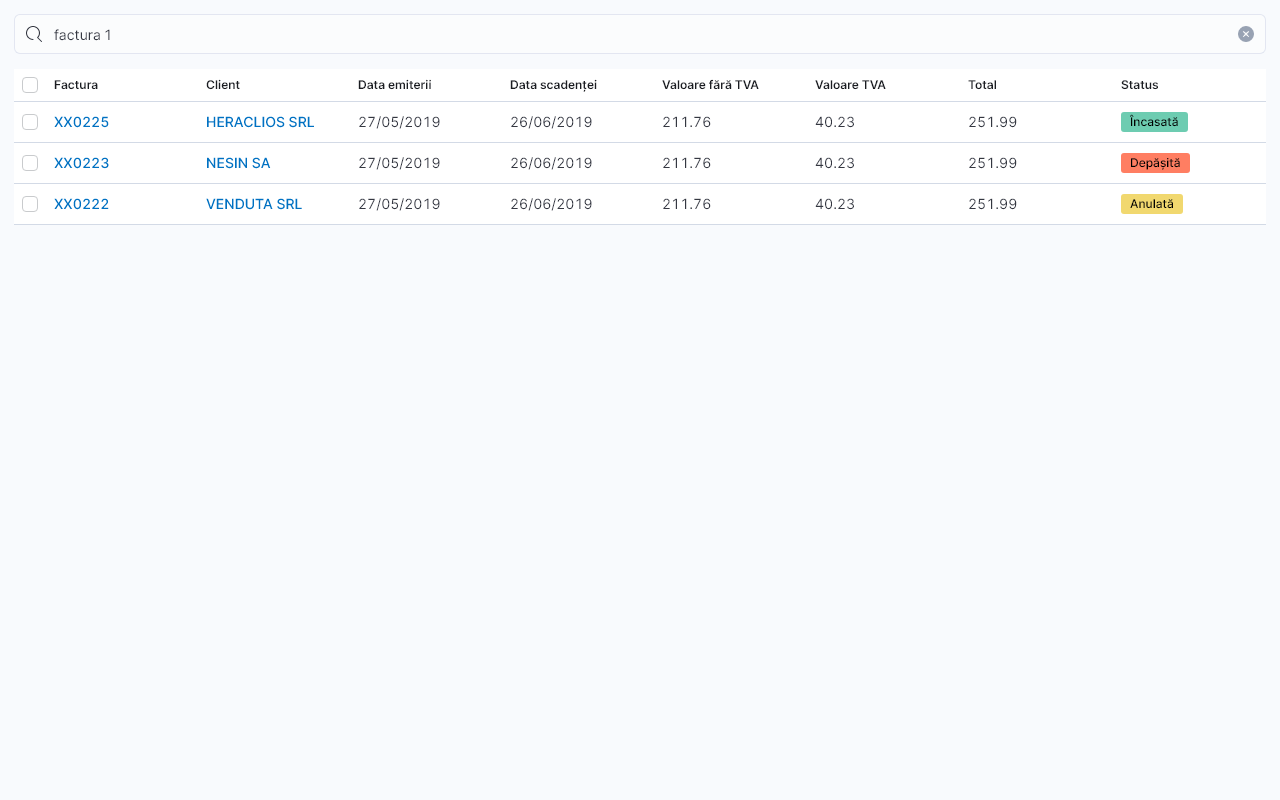 factura 1
Factura Client Data emiterii Data scadenței Valoare fără TVA Valoare TVA Total Status
XX0225 HERACLIOS SRL 27/05/2019 26/06/2019 211.76 40.23 251.99 Încasată
XX0223 NESIN SA 27/05/2019 26/06/2019 211.76 40.23 251.99 Depășită
XX0222 VENDUTA SRL 27/05/2019 26/06/2019 211.76 40.23 251.99 Anulată